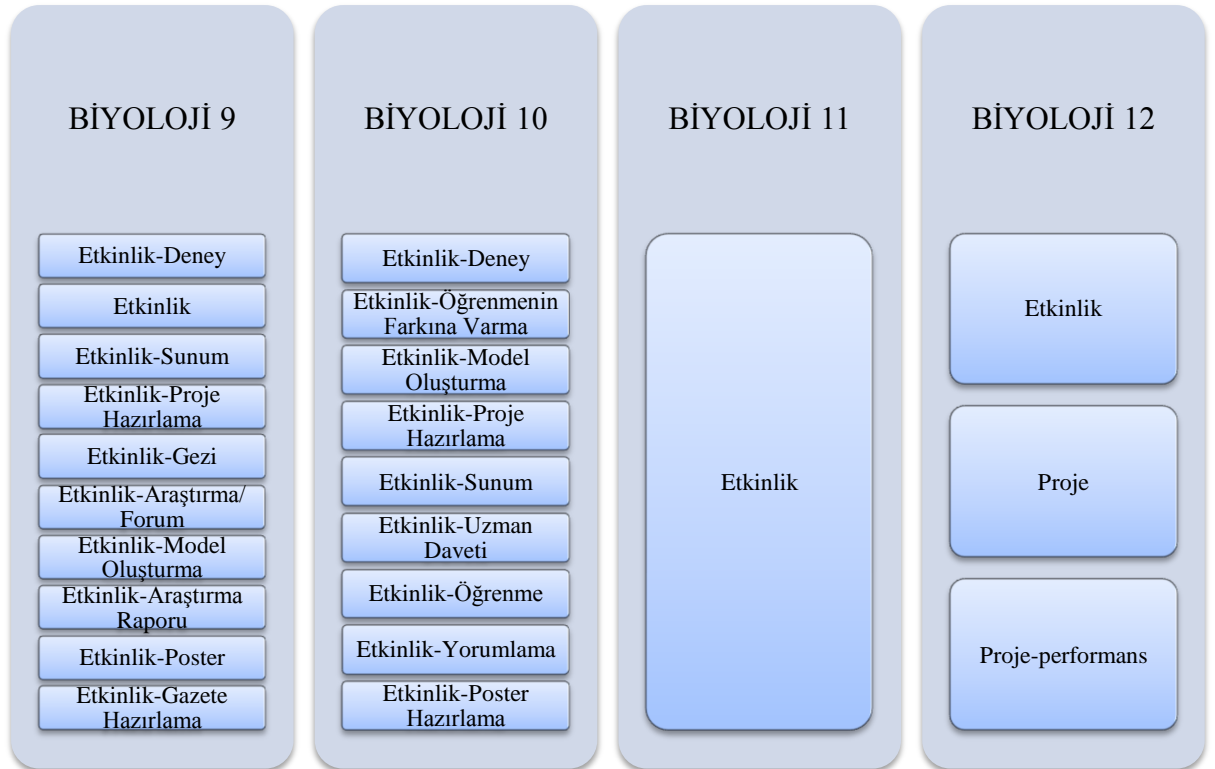 BİYOLOJİ 9
Etkinlik-Deney
Etkinlik
Etkinlik-Sunum
Etkinlik-Proje
Hazırlama
Etkinlik-Gezi
Etkinlik-Araştırma/
Forum
Etkinlik-Model
Oluşturma
Etkinlik-Araştırma
Raporu
Etkinlik-Poster
Etkinlik-Gazete
Hazırlama
BİYOLOJİ 10
Etkinlik-Deney
Etkinlik-Öğrenmenin
Farkına Varma
Etkinlik-Model
Oluşturma
Etkinlik-Proje
Hazırlama
Etkinlik-Sunum
Etkinlik-Uzman
Daveti
Etkinlik-Öğrenme
Etkinlik-Yorumlama
Etkinlik-Poster
Hazırlama
BİYOLOJİ 11
Etkinlik
BİYOLOJİ 12
Etkinlik
Proje
Proje-performans